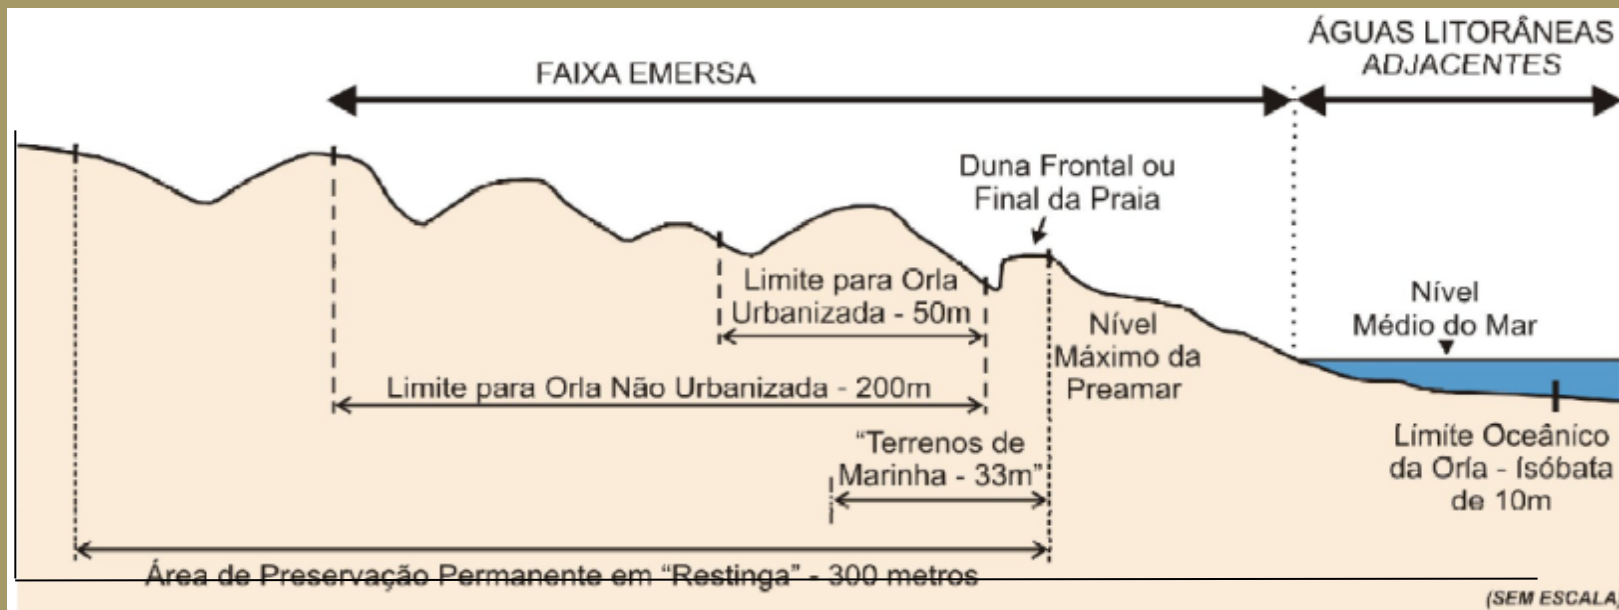 ÁGUAS LITORÂNEAS
ADJACENTES
FAIXA EMERSA
Duna Frontal ou
Final da Praia
Limite para Orla
Urbanizada - 50m
Nível
Máximo da
Preamar
Nível
Médio do Mar
Limite para Orla Não Urbanizada - 200m
"Terrenos de
Marinha - 33m"
Límite Oceânico
da Orla - Isóbata
de 10m
Área de Preservação Permanente em "Restinga" - 300 metros
(SEM ESCALA)